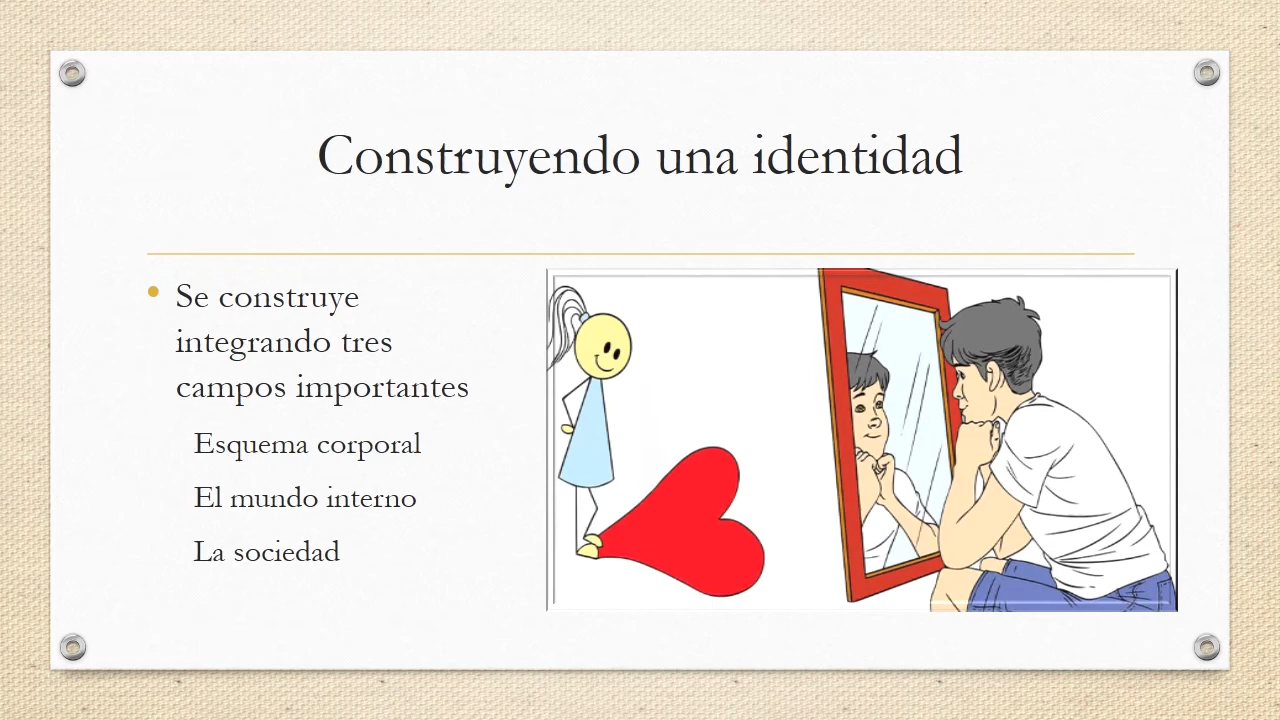 Construyendo una identidad
Se construye
integrando tres
campos importantes
Esquema corporal
El mundo interno
La sociedad